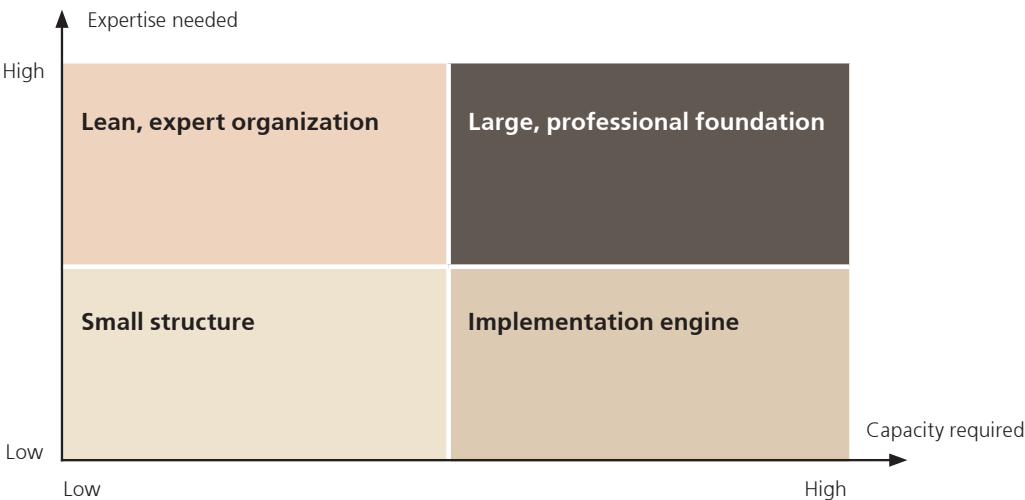 Expertise needed
High
Lean, expert organization
Large, professional foundation
Small structure
Implementation engine
Capacity required
Low
Low
High